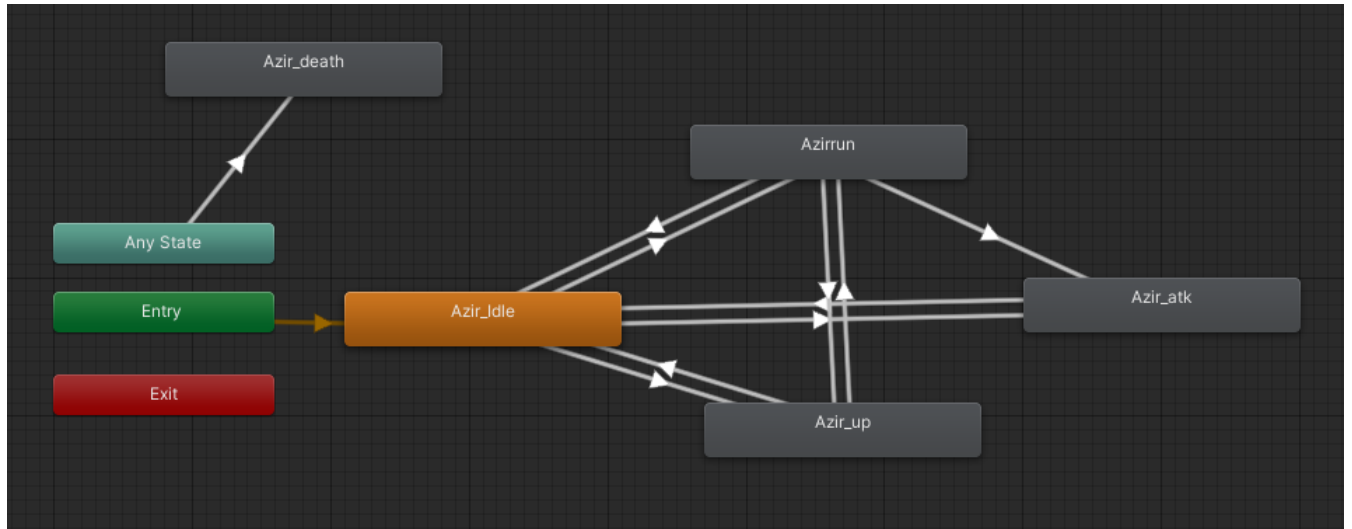 Azir_death
Azirrun
Any State
Azir_atk
Entry
Azir_Idle
Exit
Azir_up